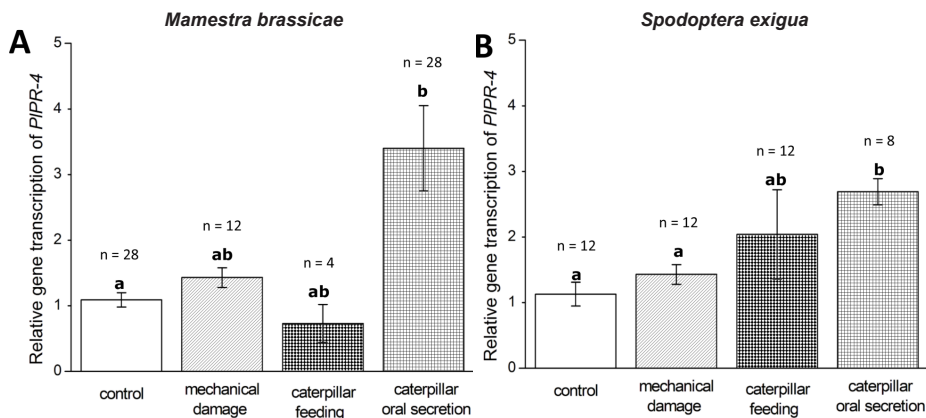 Mamestra brassicae
A
Relative gene transcription of PlPR-4
5
4
3
2
1
0
n = 28
a
n = 12
ab
n = 4
ab
n = 28
b
control
mechanical
damage
caterpillar
feeding
caterpillar
oral secretion
Spodoptera exigua
B
Relative gene transcription of PlPR-4
5
4
3
2
1
0
n = 12
a
n = 12
a
n = 12
ab
n = 8
b
control
mechanical
damage
caterpillar
feeding
caterpillar
oral secretion